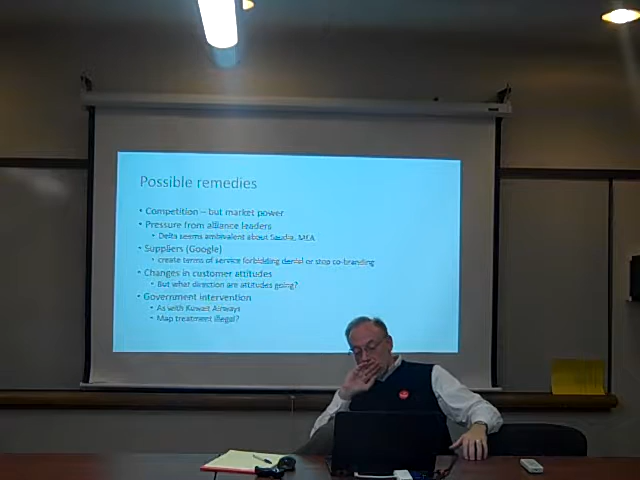 Possible remedies
• Competition – but market power
• Pressure from alliance leaders
• Delta seems ambivalent about Saudia, MEA
• Suppliers (Google)
• create terms of service forbidding denial or stop co-branding
• Changes in customer attitudes
• But what direction are attitudes going?
• Government intervention
• As with Kuwait Airways
• Map treatment illegal?